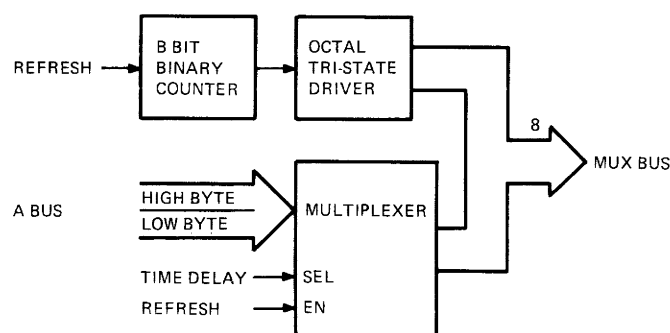 REFRESH
B BIT
BINARY
COUNTER
OCTAL
TRI-STATE
DRIVER
8
MUX BUS
A BUS
HIGH BYTE
LOW BYTE
MULTIPLEXER
TIME DELAY
SEL
REFRESH
EN